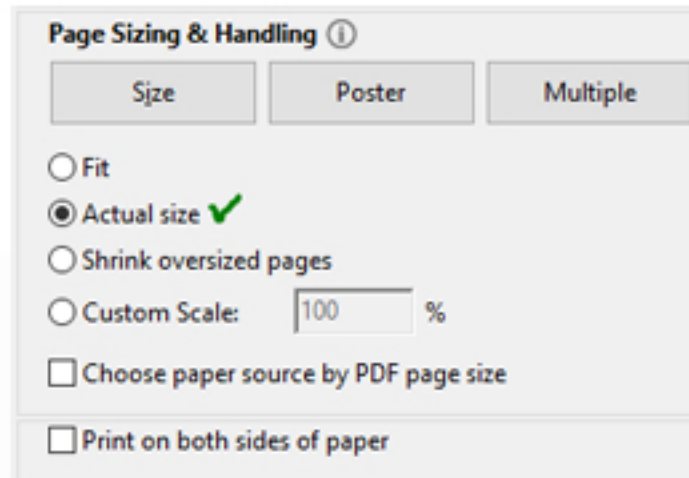 Page Sizing & Handling
Size Poster Multiple
Fit
Actual size
Shrink oversized pages
Custom Scale: 100 %
Choose paper source by PDF page size
Print on both sides of paper